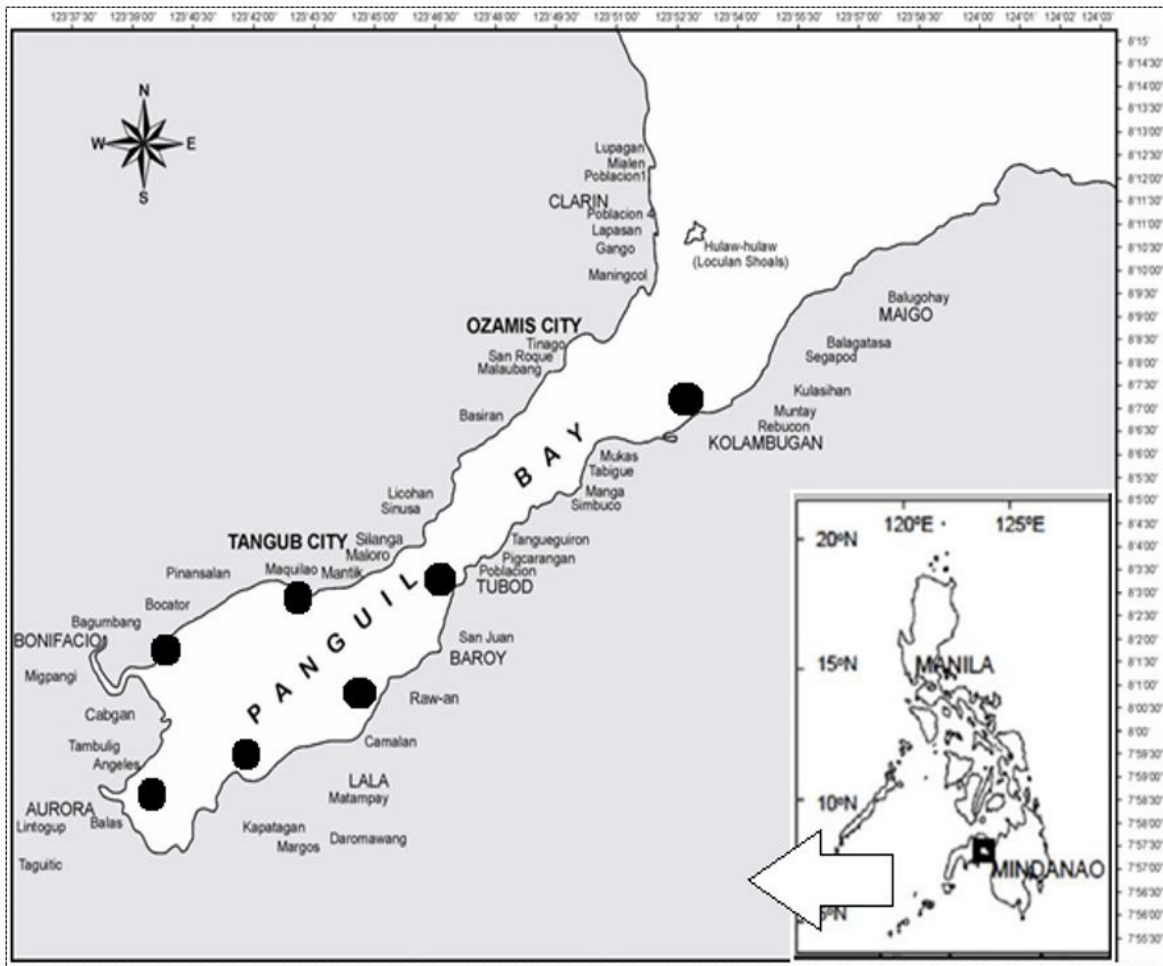 123°37'30" 123°39'00" 123°40'30" 123°42'00" 123°43'30" 123°45'00" 123°46'30" 123°48'00" 123°49'30" 123°51'00" 123°52'30" 123°54'00" 123°55'30" 123°57'00" 123°58'30" 124°00' 124°01' 124°02' 124°03'
8°15'
8°14'30"
8°14'00"
8°13'30"
8°13'00"
8°12'30"
8°12'00"
8°11'30"
8°11'00"
8°10'30"
8°10'00"
8°9'30"
8°9'00"
8°8'30"
8°8'00"
8°7'30"
8°7'00"
8°6'30"
8°6'00"
8°5'30"
8°5'00"
8°4'30"
8°4'00"
8°3'30"
8°3'00"
8°2'30"
8°2'00"
8°1'30"
8°1'00"
8°00'30"
8°00'
7°59'30"
7°59'00"
7°58'30"
7°58'00"
7°57'30"
7°57'00"
7°56'30"
7°56'00"
7°55'30"
N
W E
S
Lupagan
Mialen
Poblacion1
CLARIN
Poblacion 4
Lapasan
Gango
Maningcol
Hulaw-hulaw
(Loculan Shoals)
OZAMIS CITY
Tinago
San Roque
Malaubang
Basiran
Balugohay
MAIGO
Balagatasa
Segapod
Kulasihan
Muntay
Rebucon
KOLAMBUGAN
Mukas
Tabigue
Manga
Simbuco
Licohan
Sinusa
TANGUB CITY
Silanga
Maloro
Maquilao
Mantik
Pinansalan
Bocator
Bagumbang
BONIFACIO
Migpangi
Cabgan
Tambulig
Angeles
AURORA
Balas
Lintogup
Taguitic
PANGUIL BAY
Tangueguiron
Pigcarangan
Poblacion
TUBOD
San Juan
BAROY
Raw-an
Camalan
LALA
Matampay
Kapatagan
Margos
Daromawang
120°E 125°E
20°N
15°N
MANILA
10°N
MINDANAO